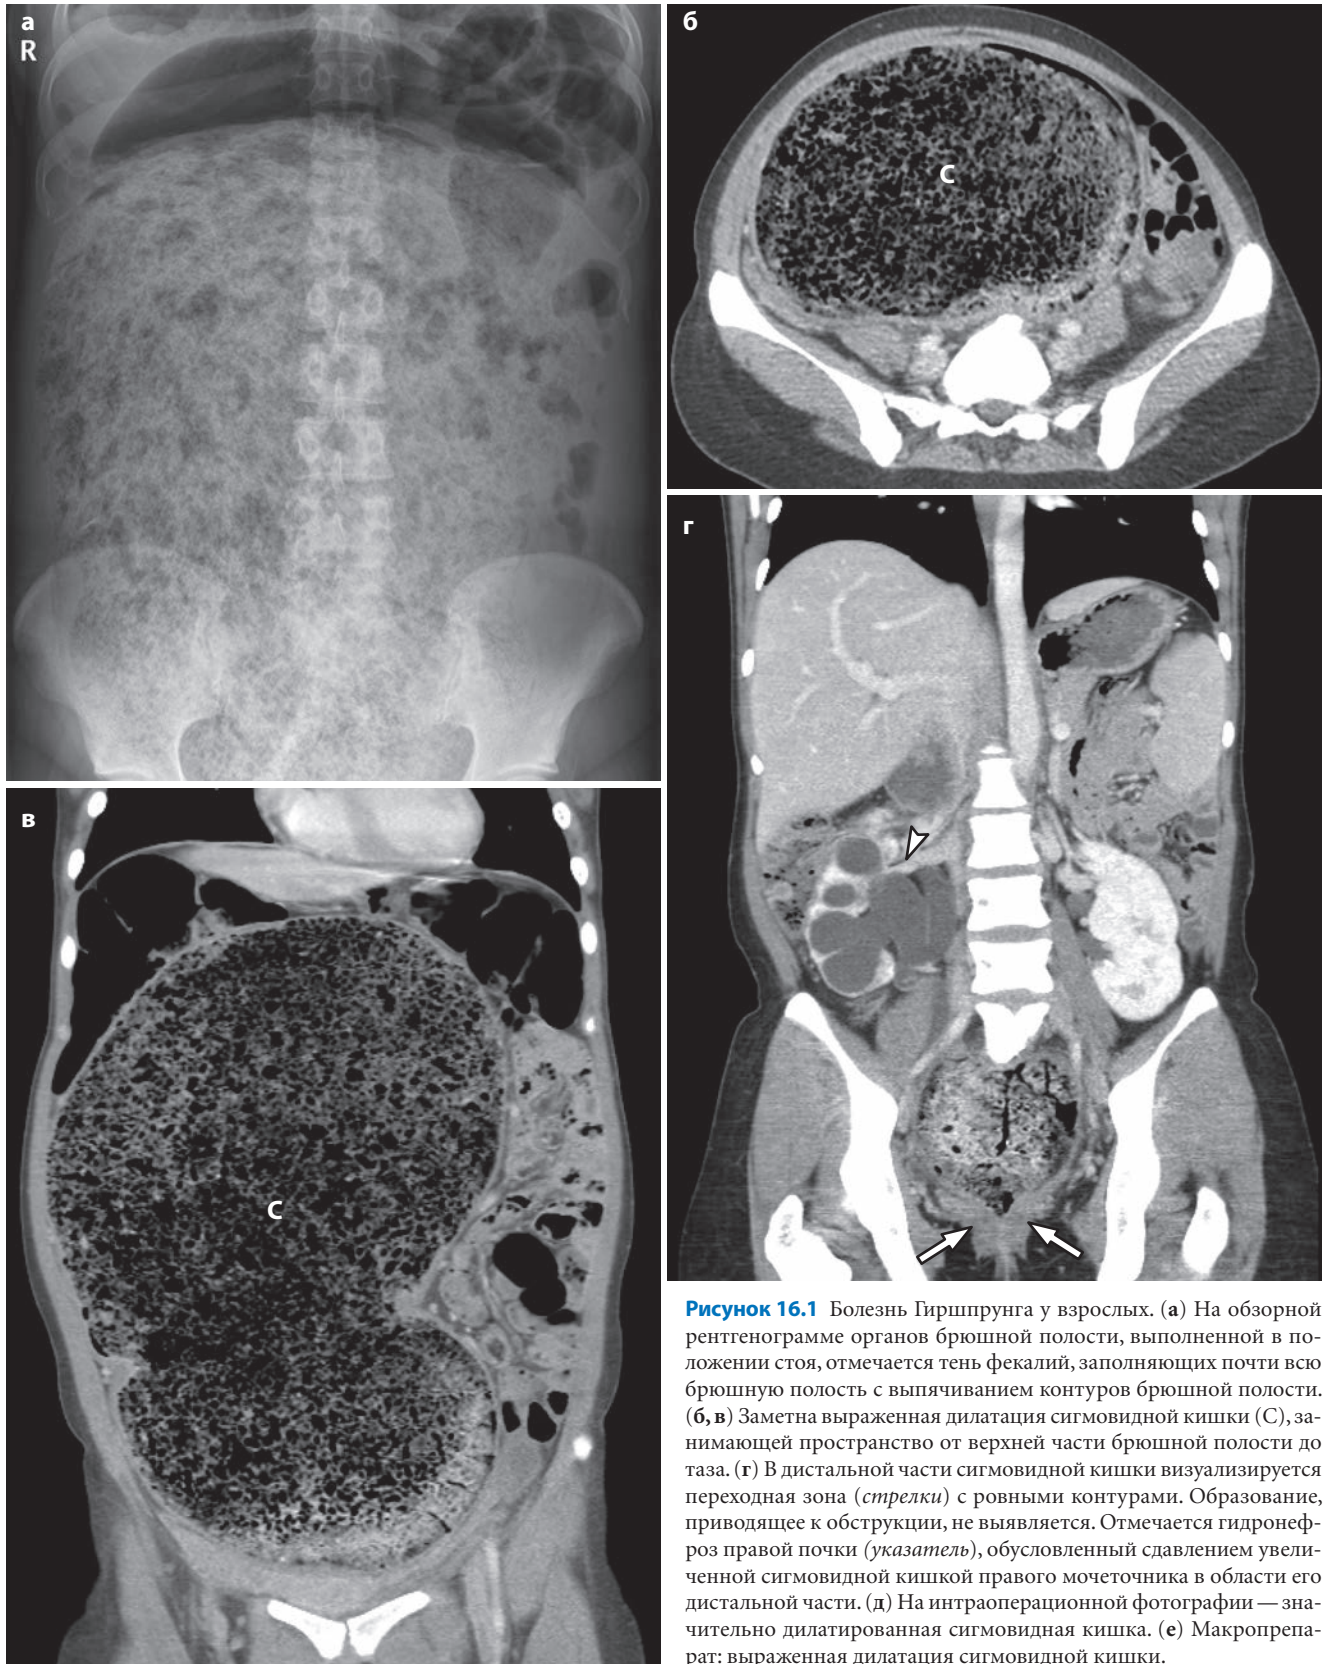 а
R
б
С
г
в
С
Рисунок 16.1 Болезнь Гиршпрунга у взрослых. (а) На обзорной
рентгенограмме органов брюшной полости, выполненной в по-
ложении стоя, отмечается тень фекалий, заполняющих почти всю
брюшную полость с выпячиванием контуров брюшной полости.
(б, в) Заметна выраженная дилатация сигмовидной кишки (С), за-
нимающей пространство от верхней части брюшной полости до
таза. (г) В дистальной части сигмовидной кишки визуализируется
переходная зона (стрелки) с ровными контурами. Образование,
приводящее к обструкции, не выявляется. Отмечается гидронеф-
роз правой почки (указатель), обусловленный сдавлением увели-
ченной сигмовидной кишкой правого мочеточника в области его
дистальной части. (д) На интраоперационной фотографии — зна-
чительно дилатированная сигмовидная кишка. (е) Макропрепа-
рат: выраженная дилатация сигмовидной кишки.